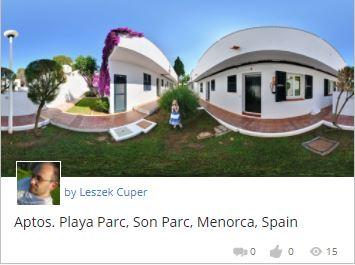 by Leszek Cuper
Aptos. Playa Parc, Son Parc, Menorca, Spain
0 0 15